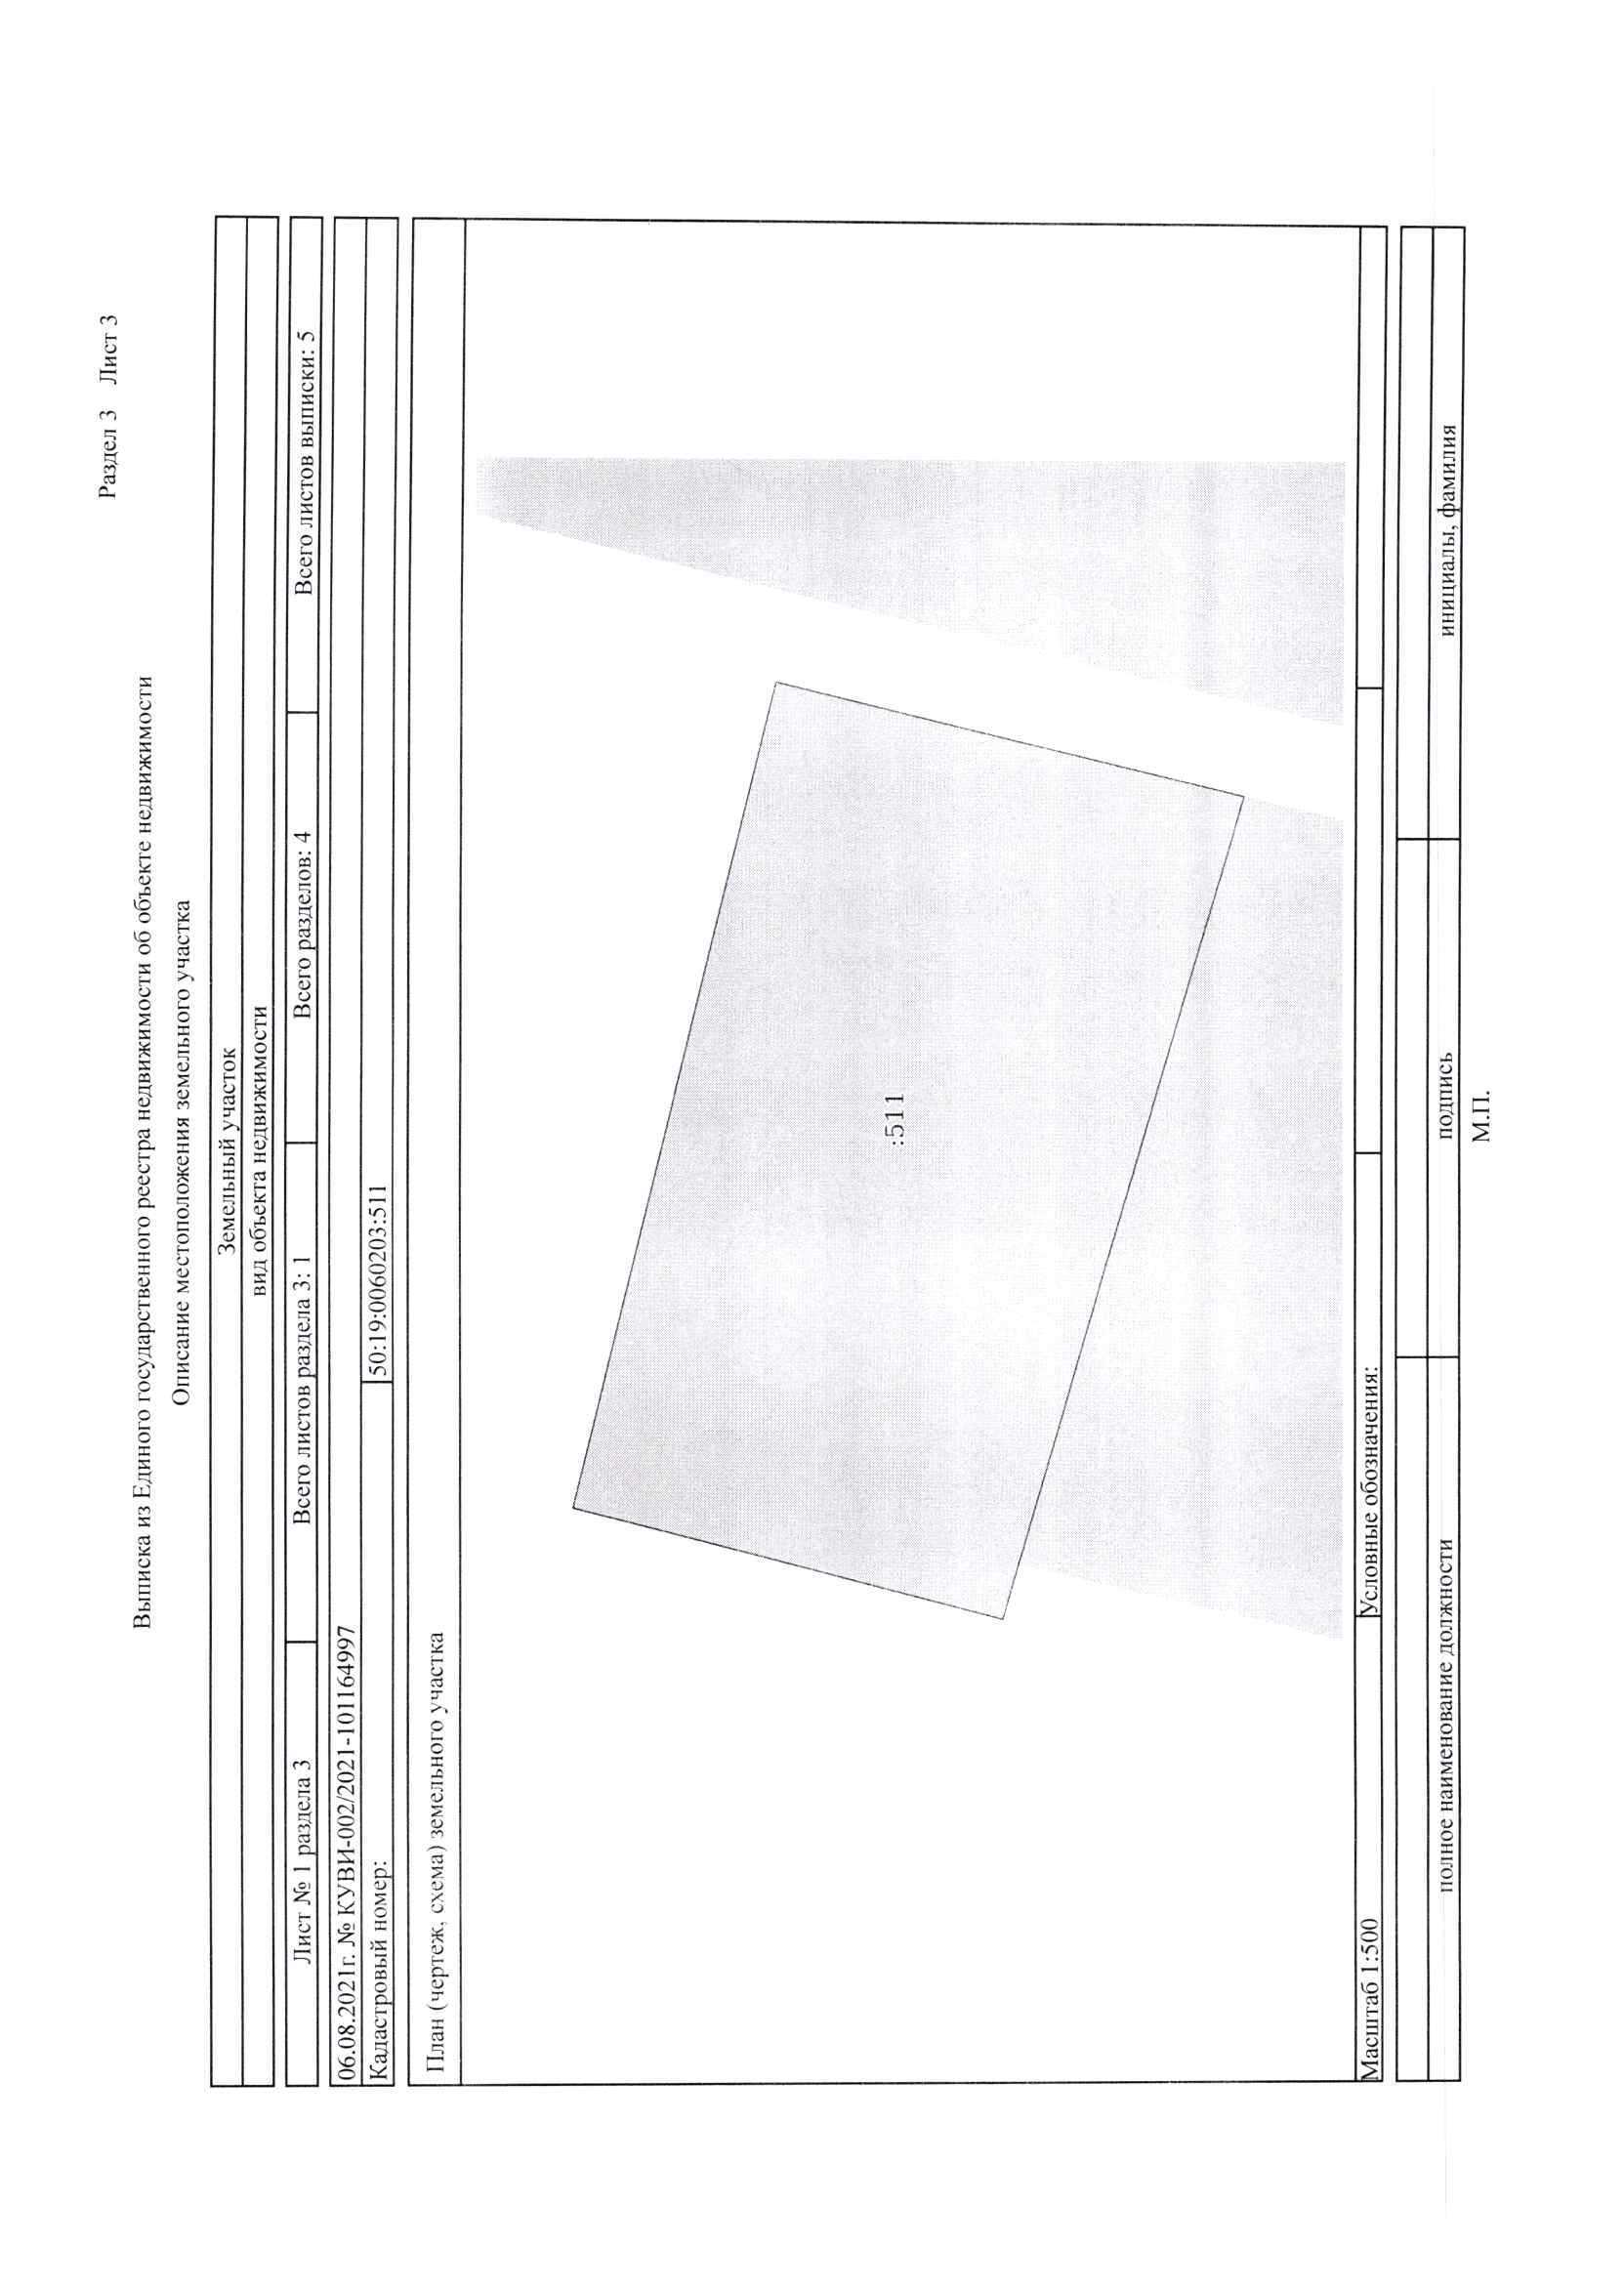 Раздел 3 Лист 3
Выписка из Единого государственного реестра недвижимости об объекте недвижимости
Описание местоположения земельного участка
Земельный участок
вид объекта недвижимости
Лист № 1 раздела 3 Всего листов раздела 3: 1 Всего разделов: 4 Всего листов выписки: 5
06.08.2021г. № КУВИ-002/2021-101164997
Кадастровый номер: 50:19:0060203:511
План (чертеж, схема) земельного участка
:511
Масштаб 1:500 Условные обозначения:
полное наименование должности подпись инициалы, фамилия
М.П.